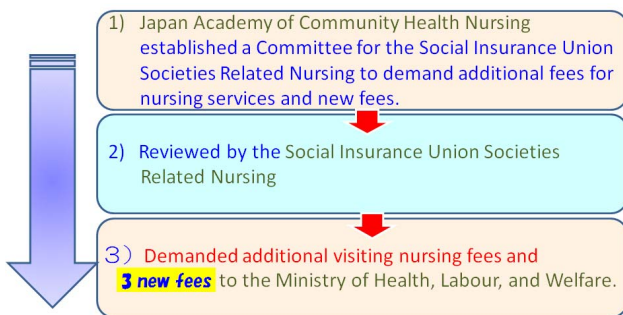 1) Japan Academy of Community Health Nursing
established a Committee for the Social Insurance Union
Societies Related Nursing to demand additional fees for
nursing services and new fees.
2) Reviewed by the Social Insurance Union Societies
Related Nursing
3) Demanded additional visiting nursing fees and
3 new fees to the Ministry of Health, Labour, and Welfare.